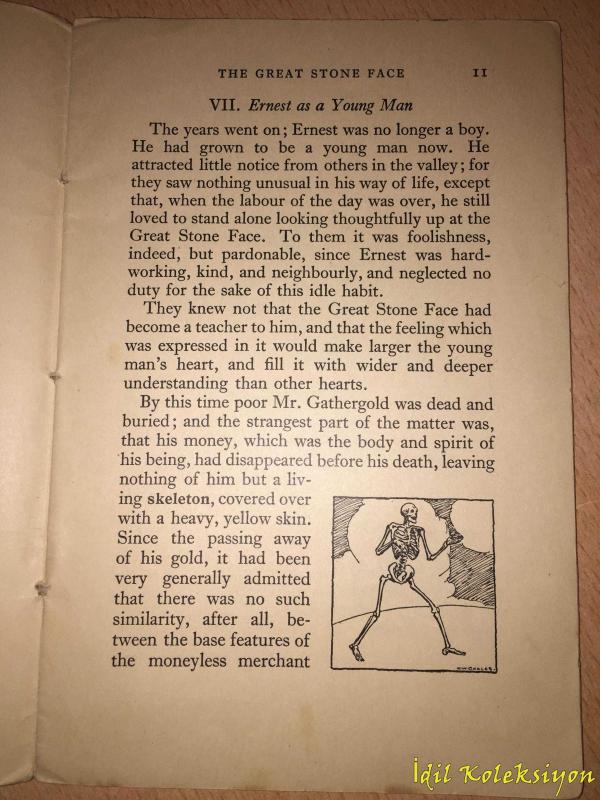 THE GREAT STONE FACE 11
VII. Ernest as a Young Man
The years went on; Ernest was no longer a boy.
He had grown to be a young man now. He
attracted little notice from others in the valley; for
they saw nothing unusual in his way of life, except
that, when the labour of the day was over, he still
loved to stand alone looking thoughtfully up at the
Great Stone Face. To them it was foolishness,
indeed, but pardonable, since Ernest was hard-
working, kind, and neighbourly, and neglected no
duty for the sake of this idle habit.
They knew not that the Great Stone Face had
become a teacher to him, and that the feeling which
was expressed in it would make larger the young
man's heart, and fill it with wider and deeper
understanding than other hearts.
By this time poor Mr. Gathergold was dead and
buried; and the strangest part of the matter was,
that his money, which was the body and spirit of
his being, had disappeared before his death, leaving
nothing of him but a liv-
ing skeleton, covered over
with a heavy, yellow skin.
Since the passing away
of his gold, it had been
very generally admitted
that there was no such
similarity, after all, be-
tween the base features of
the moneyless merchant
İdil Koleksiyon